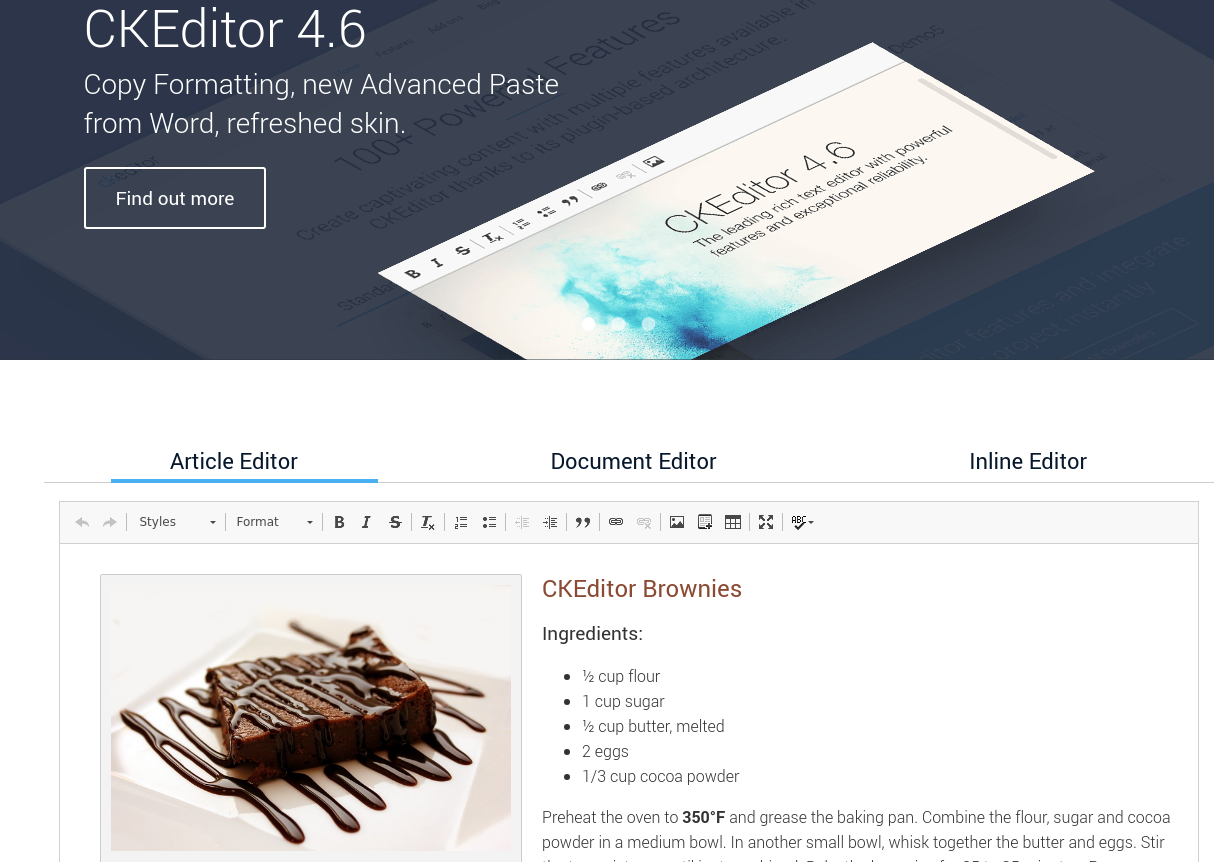 CKEditor 4.6
Copy Formatting, new Advanced Paste
from Word, refreshed skin.
Find out more
100+ Powerful Features
Create captivating content with multiple features available in
CKEditor thanks to its plugin-based architecture.
CKEditor 4.6
The leading rich text editor with powerful
features and exceptional reliability.
Article Editor
Document Editor
Inline Editor
Styles
Format
B I S Tx
ABC
CKEditor Brownies
Ingredients:
½ cup flour
1 cup sugar
½ cup butter, melted
2 eggs
1/3 cup cocoa powder
Preheat the oven to 350°F and grease the baking pan. Combine the flour, sugar and cocoa
powder in a medium bowl. In another small bowl, whisk together the butter and eggs. Stir